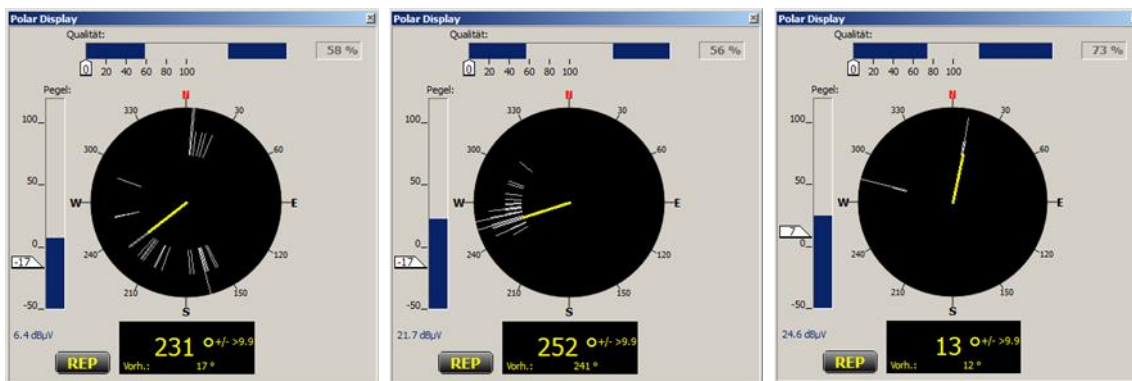 Polar Display
Qualität:
58 %
0 20 40 60 80 100
Pegel:
N
330 30
100
300 60
50
W E
0
-17
240 120
210 150
-50
S
6.4 dBµV
231 °+/- >9.9
REP
Vorh.: 17 °
Polar Display
Qualität:
56 %
0 20 40 60 80 100
Pegel:
N
330 30
100
300 60
50
W E
0
-17
240 120
210 150
-50
S
21.7 dBµV
252 °+/- >9.9
REP
Vorh.: 241 °
Polar Display
Qualität:
73 %
0 20 40 60 80 100
Pegel:
N
330 30
100
300 60
50
W E
7
0
240 120
210 150
-50
S
24.6 dBµV
13 °+/- >9.9
REP
Vorh.: 12 °